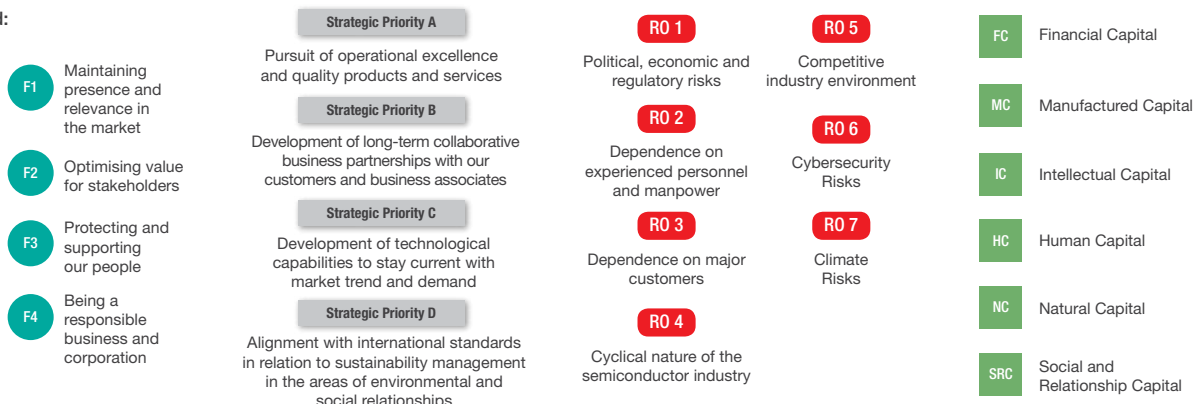 F1
Maintaining
presence and
relevance in
the market
F2
Optimising value
for stakeholders
F3
Protecting and
supporting
our people
F4
Being a
responsible
business and
corporation
Strategic Priority A
Pursuit of operational excellence
and quality products and services
Strategic Priority B
Development of long-term collaborative
business partnerships with our
customers and business associates
Strategic Priority C
Development of technological
capabilities to stay current with
market trend and demand
Strategic Priority D
Alignment with international standards
in relation to sustainability management
in the areas of environmental and
social relationships
RO 1
Political, economic and
regulatory risks
RO 2
Dependence on
experienced personnel
and manpower
RO 3
Dependence on major
customers
RO 4
Cyclical nature of the
semiconductor industry
RO 5
Competitive
industry environment
RO 6
Cybersecurity
Risks
RO 7
Climate
Risks
FC
Financial Capital
MC
Manufactured Capital
IC
Intellectual Capital
HC
Human Capital
NC
Natural Capital
SRC
Social and
Relationship Capital